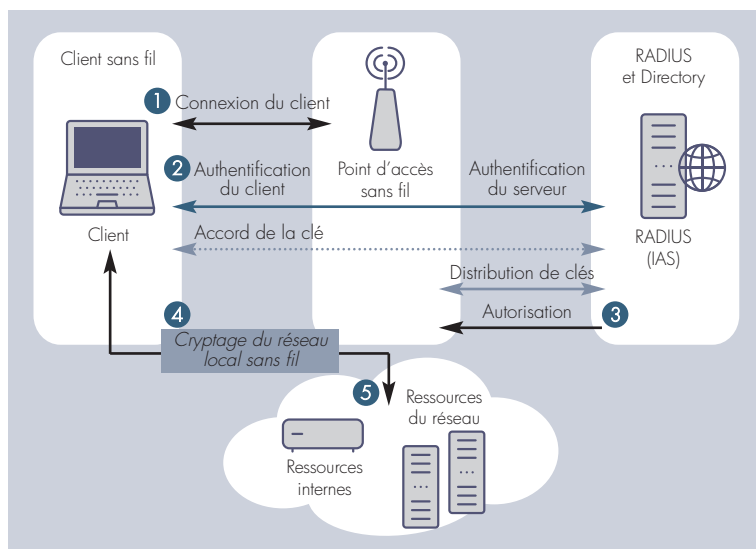 Client sans fil
RADIUS
et Directory
1 Connexion du client
2 Authentification
du client
Point d'accès
sans fil
Authentification
du serveur
Client
Accord de la clé
RADIUS
(IAS)
Distribution de clés
Autorisation 3
4
Cryptage du réseau
local sans fil
5
Ressources
du réseau
Ressources
internes